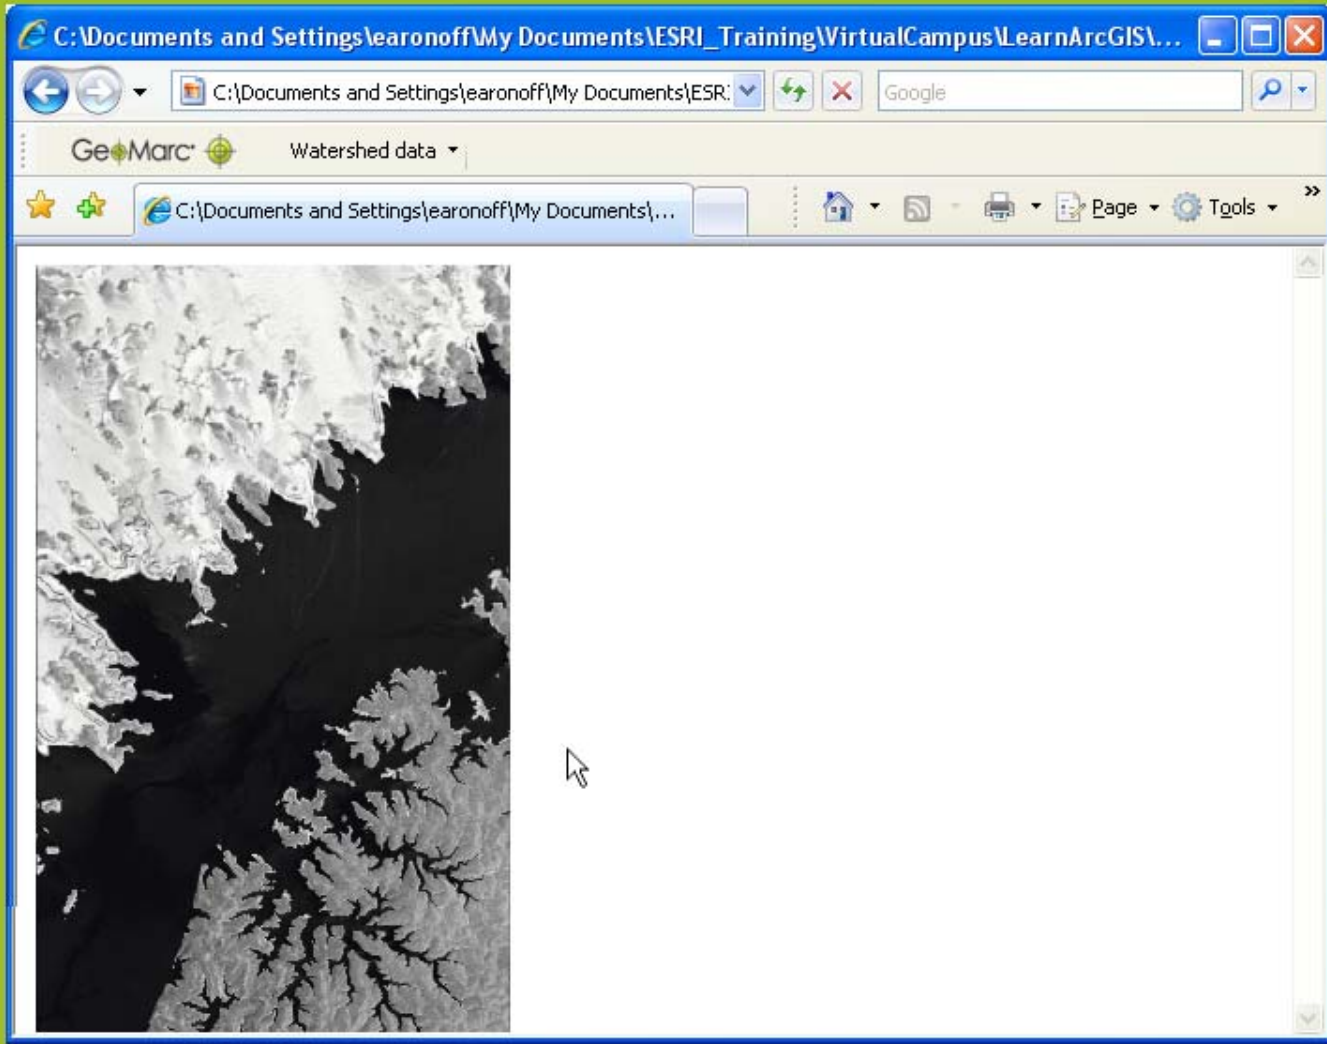 C:\Documents and Settings\earonoff\My Documents\ESRI_Training\VirtualCampus\LearnArcGIS\...
C:\Documents and Settings\earonoff\My Documents\ESR:
Google
GeoMarc
Watershed data
C:\Documents and Settings\earonoff\My Documents\...
Page
Tools
»